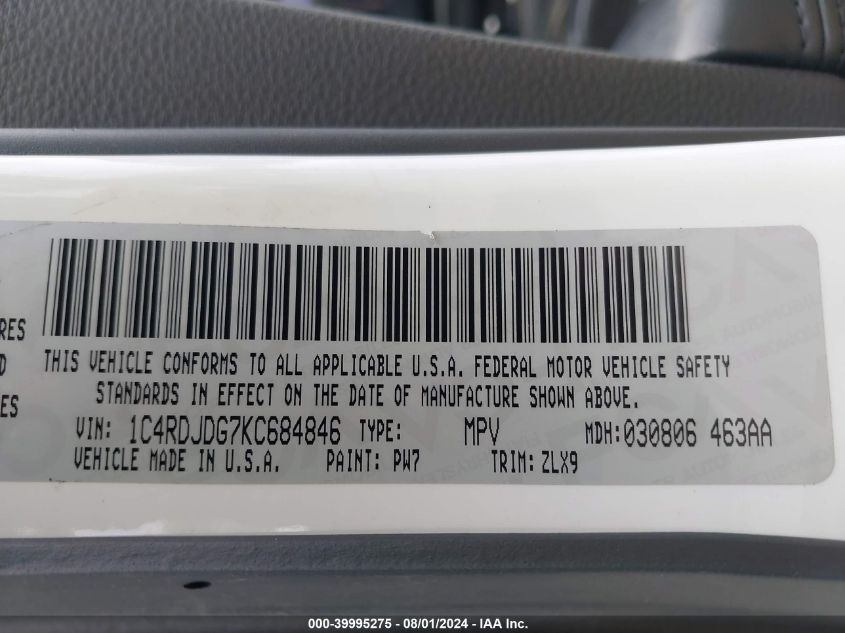 RES
D
ES
THIS VEHICLE CONFORMS TO ALL APPLICABLE U.S.A. FEDERAL MOTOR VEHICLE SAFETY
STANDARDS IN EFFECT ON THE DATE OF MANUFACTURE SHOWN ABOVE.
VIN: 1C4RDJDG7KC684846 TYPE: MPV MDH:030806 463AA
VEHICLE MADE IN U.S.A. PAINT: PW7 TRIM: ZLX9
000-39995275 - 08/01/2024 - IAA Inc.